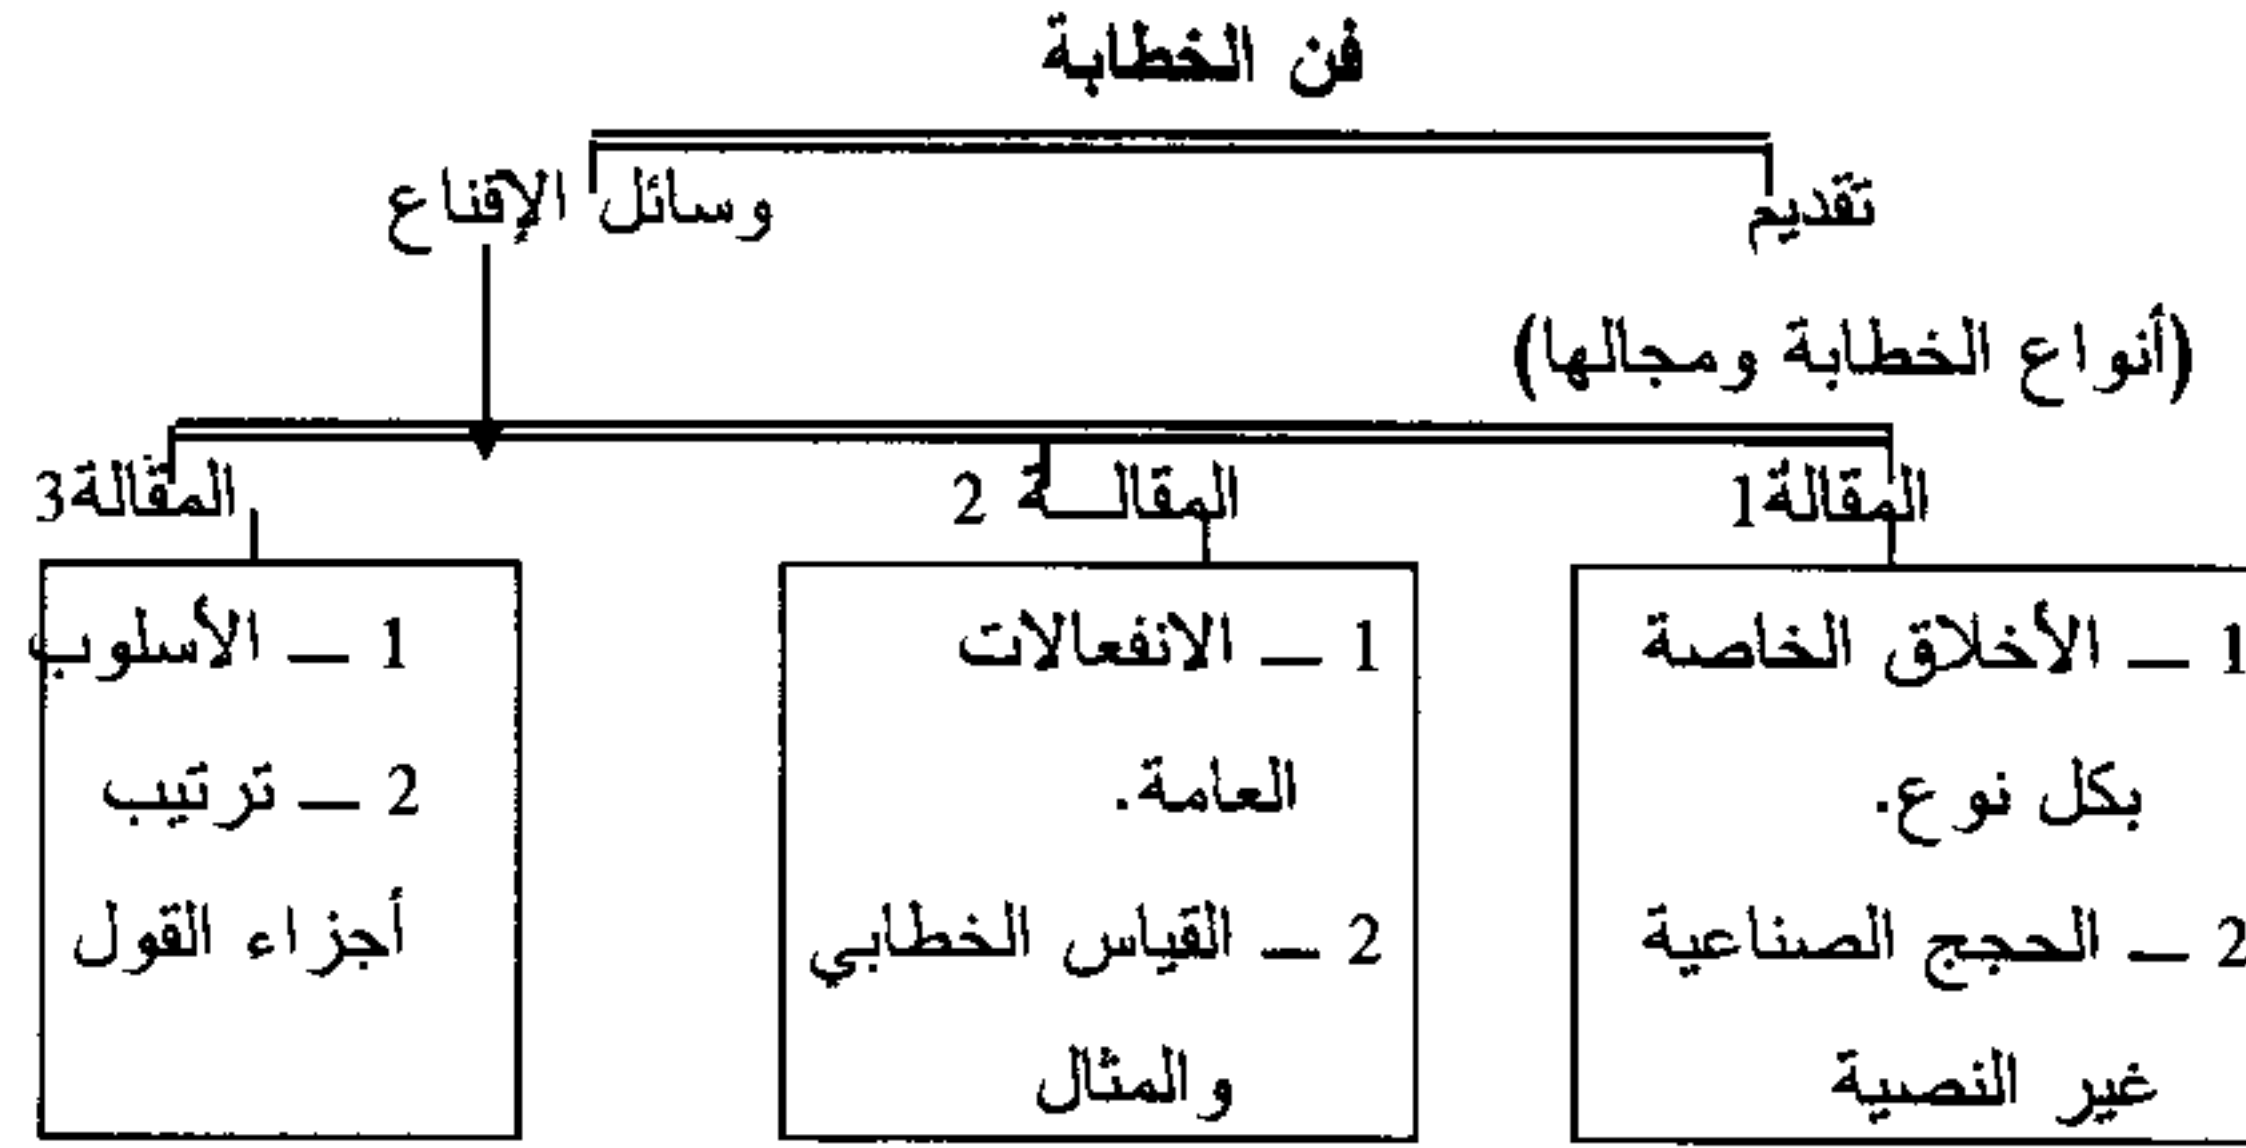 فن الخطابة
تقديم
وسائل الإقناع
(أنواع الخطابة ومجالها)
المقالة1
المقالـــة 2
المقالة3
1 ــ الأخلاق الخاصة
بكل نوع.
2 ــ الحجج الصناعية
غير النصية
1 ــ الانفعالات
العامة.
2 ــ القياس الخطابي
والمثال
1 ــ الأسلوب
2 ــ ترتيب
أجزاء القول